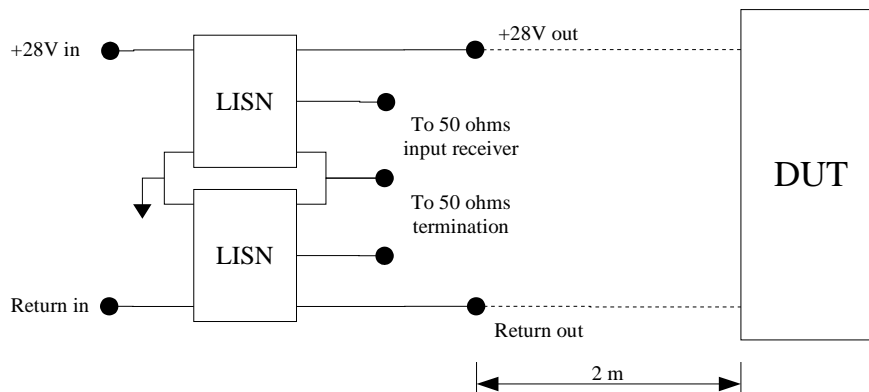 +28V in
LISN
+28V out
To 50 ohms
input receiver
To 50 ohms
termination
LISN
Return in
Return out
DUT
2 m